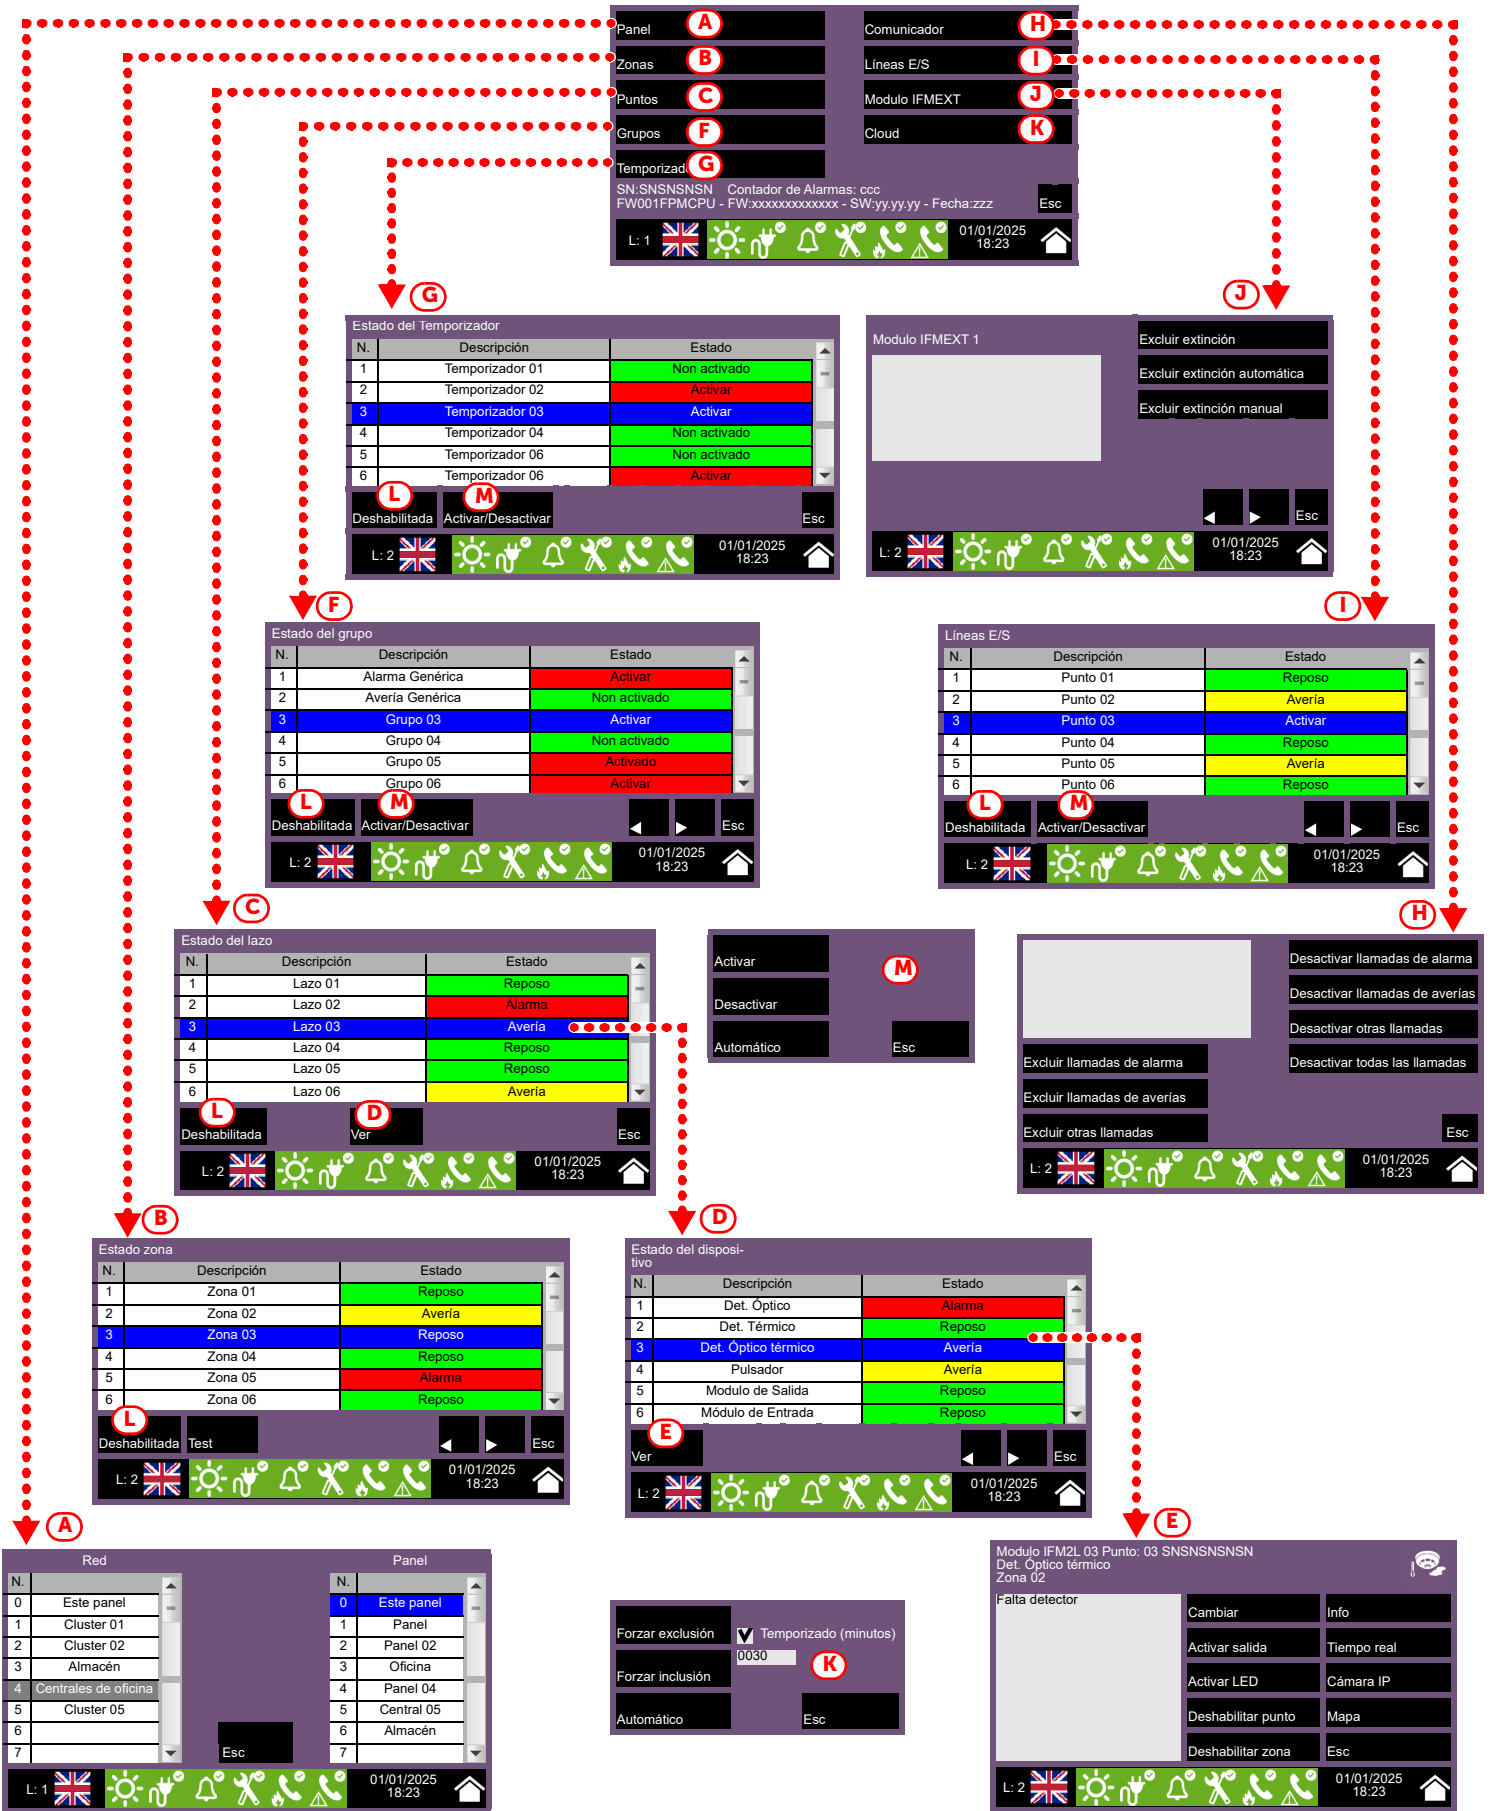 Panel A
Zonas B
Puntos C
Grupos F
Temporizad G
Comunicador H
Líneas E/S I
Modulo IFMEXT J
Cloud K
SN:SNSNSNSN Contador de Alarmas: ccc
FW001FPMCPU - FW:xxxxxxxxxxxxx - SW:yy.yy.yy - Fecha:zzz
Esc
L: 1 01/01/2025
18:23
G
Estado del Temporizador
N. Descripción Estado
1 Temporizador 01 Non activado
2 Temporizador 02 Activar
3 Temporizador 03 Activar
4 Temporizador 04 Non activado
5 Temporizador 06 Non activado
6 Temporizador 06 Activar
L M
Deshabilitada Activar/Desactivar Esc
L: 2 01/01/2025
18:23
J
Modulo IFMEXT 1
Excluir extinción
Excluir extinción automática
Excluir extinción manual
Esc
L: 2 01/01/2025
18:23
F
Estado del grupo
N. Descripción Estado
1 Alarma Genérica Activar
2 Avería Genérica Non activado
3 Grupo 03 Activar
4 Grupo 04 Non activado
5 Grupo 05 Activado
6 Grupo 06 Activar
L M
Deshabilitada Activar/Desactivar Esc
L: 2 01/01/2025
18:23
I
Líneas E/S
N. Descripción Estado
1 Punto 01 Reposo
2 Punto 02 Avería
3 Punto 03 Activar
4 Punto 04 Reposo
5 Punto 05 Avería
6 Punto 06 Reposo
L M
Deshabilitada Activar/Desactivar Esc
L: 2 01/01/2025
18:23
C
Estado del lazo
N. Descripción Estado
1 Lazo 01 Reposo
2 Lazo 02 Alarma
3 Lazo 03 Avería
4 Lazo 04 Reposo
5 Lazo 05 Reposo
6 Lazo 06 Avería
L D
Deshabilitada Ver Esc
L: 2 01/01/2025
18:23
Activar
M
Desactivar
Automático Esc
H
Desactivar llamadas de alarma
Desactivar llamadas de averías
Desactivar otras llamadas
Excluir llamadas de alarma Desactivar todas las llamadas
Excluir llamadas de averías
Excluir otras llamadas Esc
L: 2 01/01/2025
18:23
B
Estado zona
N. Descripción Estado
1 Zona 01 Reposo
2 Zona 02 Avería
3 Zona 03 Reposo
4 Zona 04 Reposo
5 Zona 05 Alarma
6 Zona 06 Reposo
L
Deshabilitada Test Esc
L: 2 01/01/2025
18:23
D
Estado del disposi-
tivo
N. Descripción Estado
1 Det. Óptico Alarma
2 Det. Térmico Reposo
3 Det. Óptico térmico Avería
4 Pulsador Avería
5 Modulo de Salida Reposo
6 Módulo de Entrada Reposo
E
Ver Esc
L: 2 01/01/2025
18:23
A
Red Panel
N. N.
0 Este panel 0 Este panel
1 Cluster 01 1 Panel
2 Cluster 02 2 Panel 02
3 Almacén 3 Oficina
4 Centrales de oficina 4 Panel 04
5 Cluster 05 5 Central 05
6 6 Almacén
7 Esc 7
L: 1 01/01/2025
18:23
Forzar exclusión Temporizado (minutos)
0030
K
Forzar inclusión
Automático Esc
E
Modulo IFM2L 03 Punto: 03 SNSNSNSNSN
Det. Óptico térmico
Zona 02
Falta detector
Cambiar Info
Activar salida Tiempo real
Activar LED Cámara IP
Deshabilitar punto Mapa
Deshabilitar zona Esc
L: 2 01/01/2025
18:23